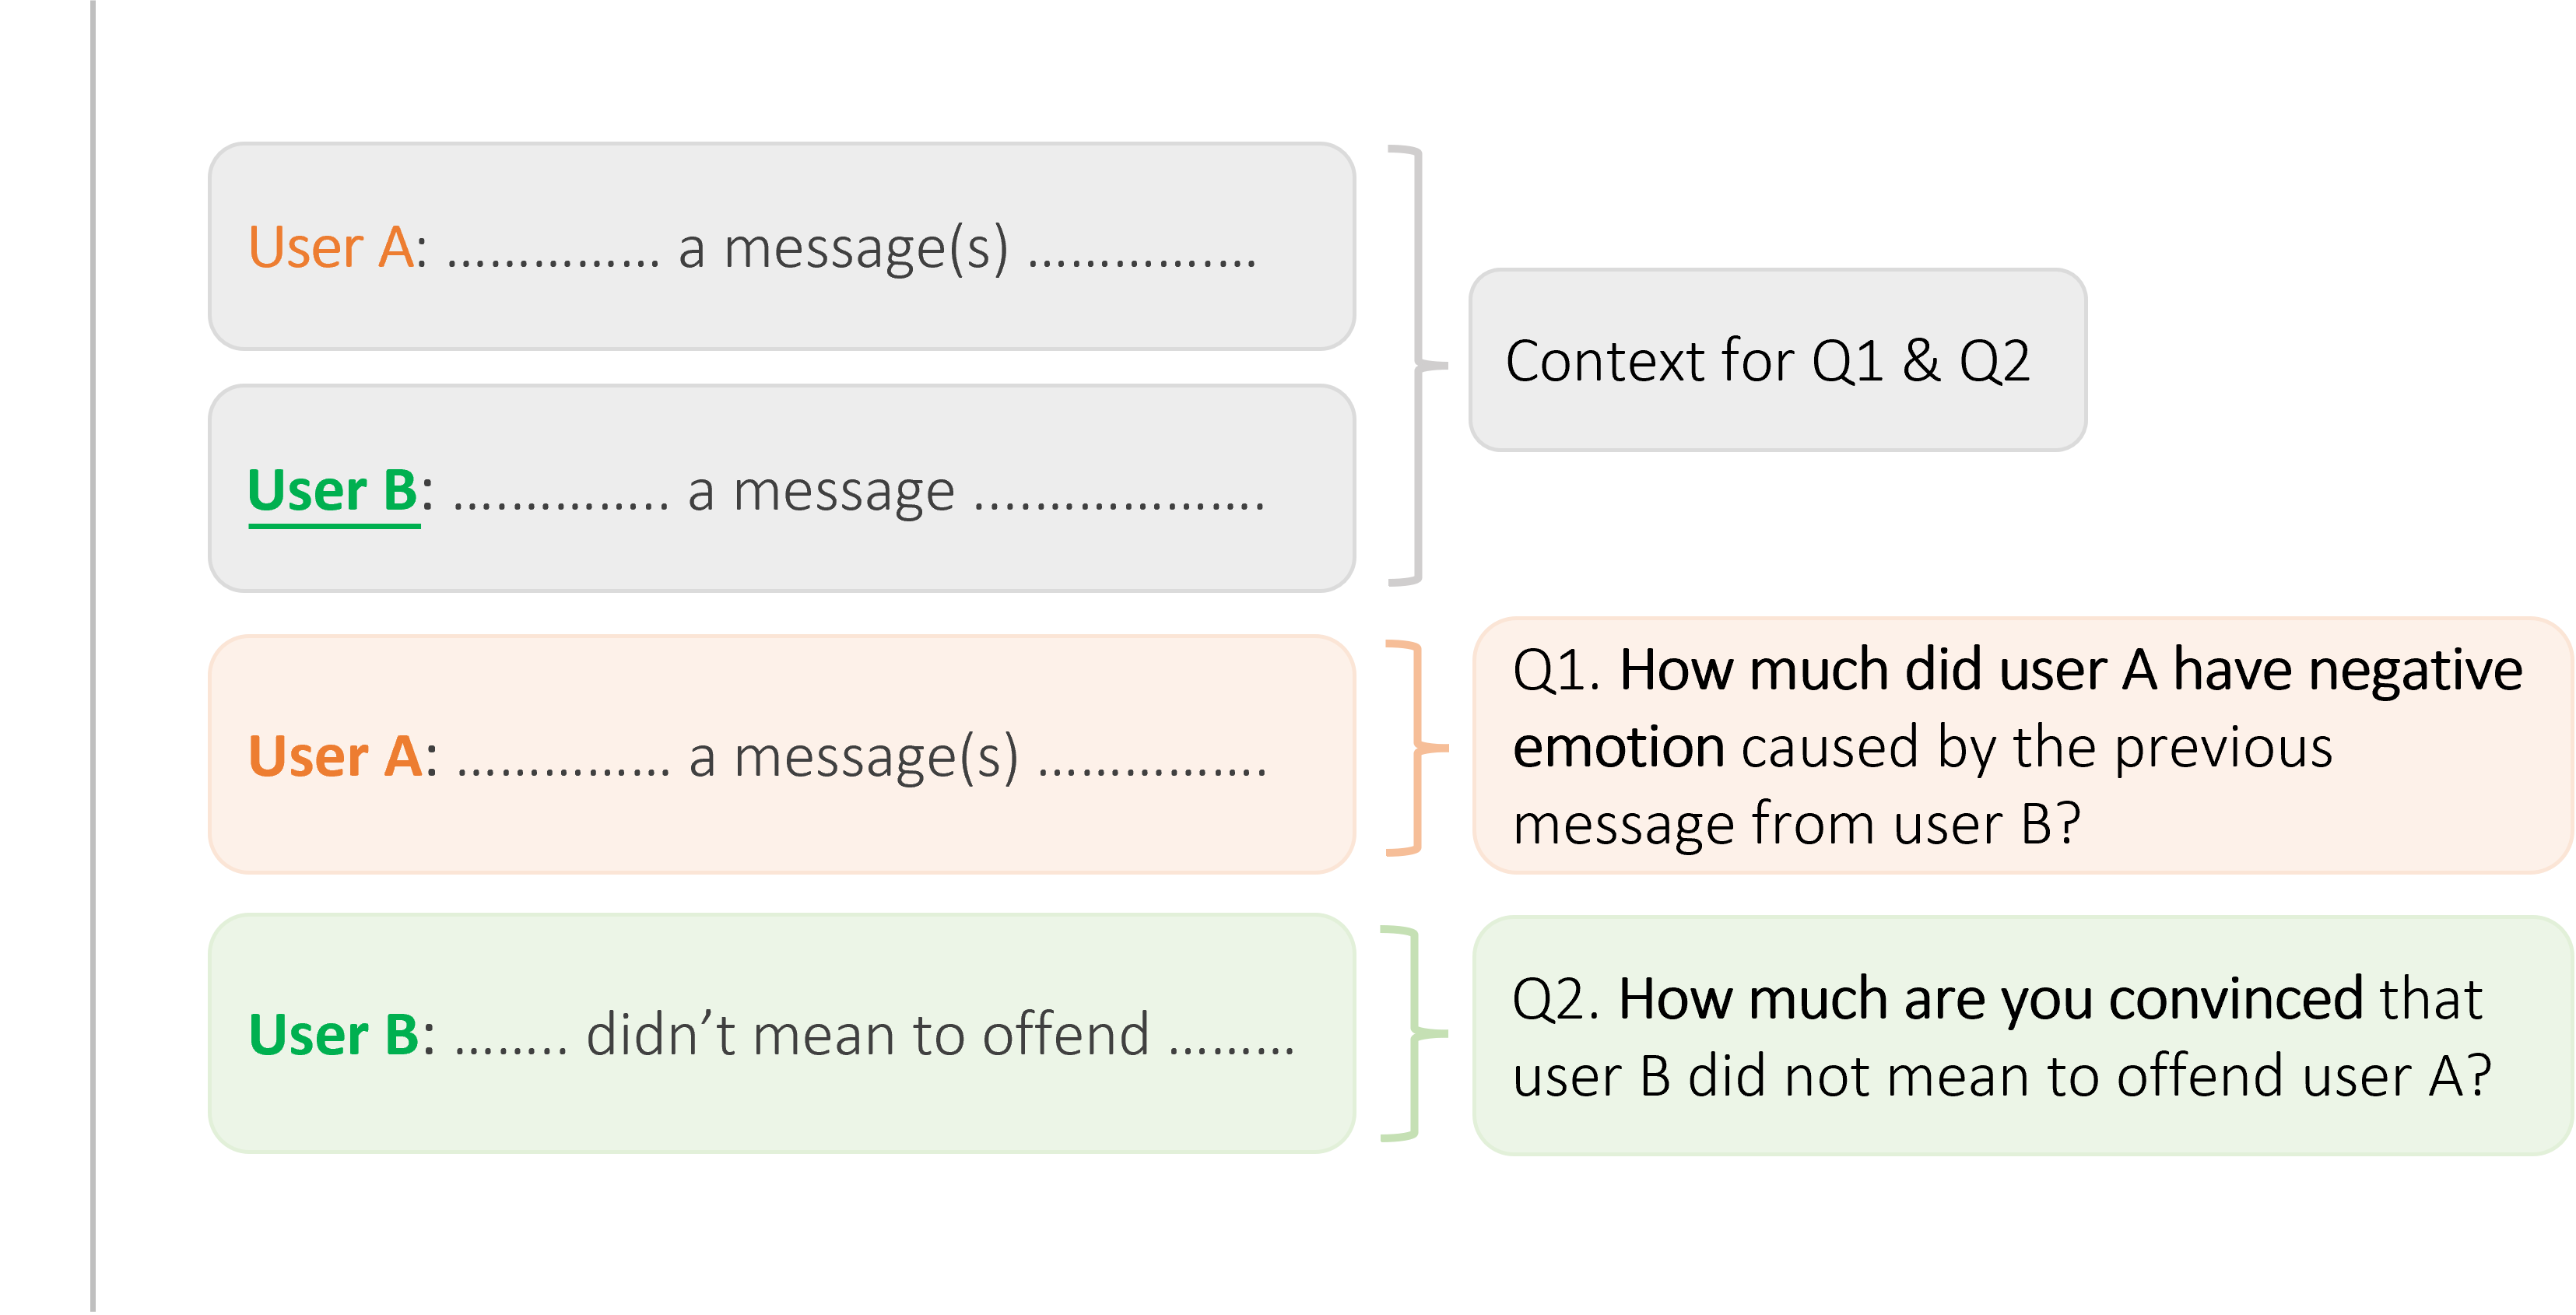 User A: …………… a message(s) …………….
Context for Q1 & Q2
User B: …………... a message ……………….
User A: …………… a message(s) …………….
Q1. How much did user A have negative
emotion caused by the previous
message from user B?
User B: …….. didn’t mean to offend ………
Q2. How much are you convinced that
user B did not mean to offend user A?